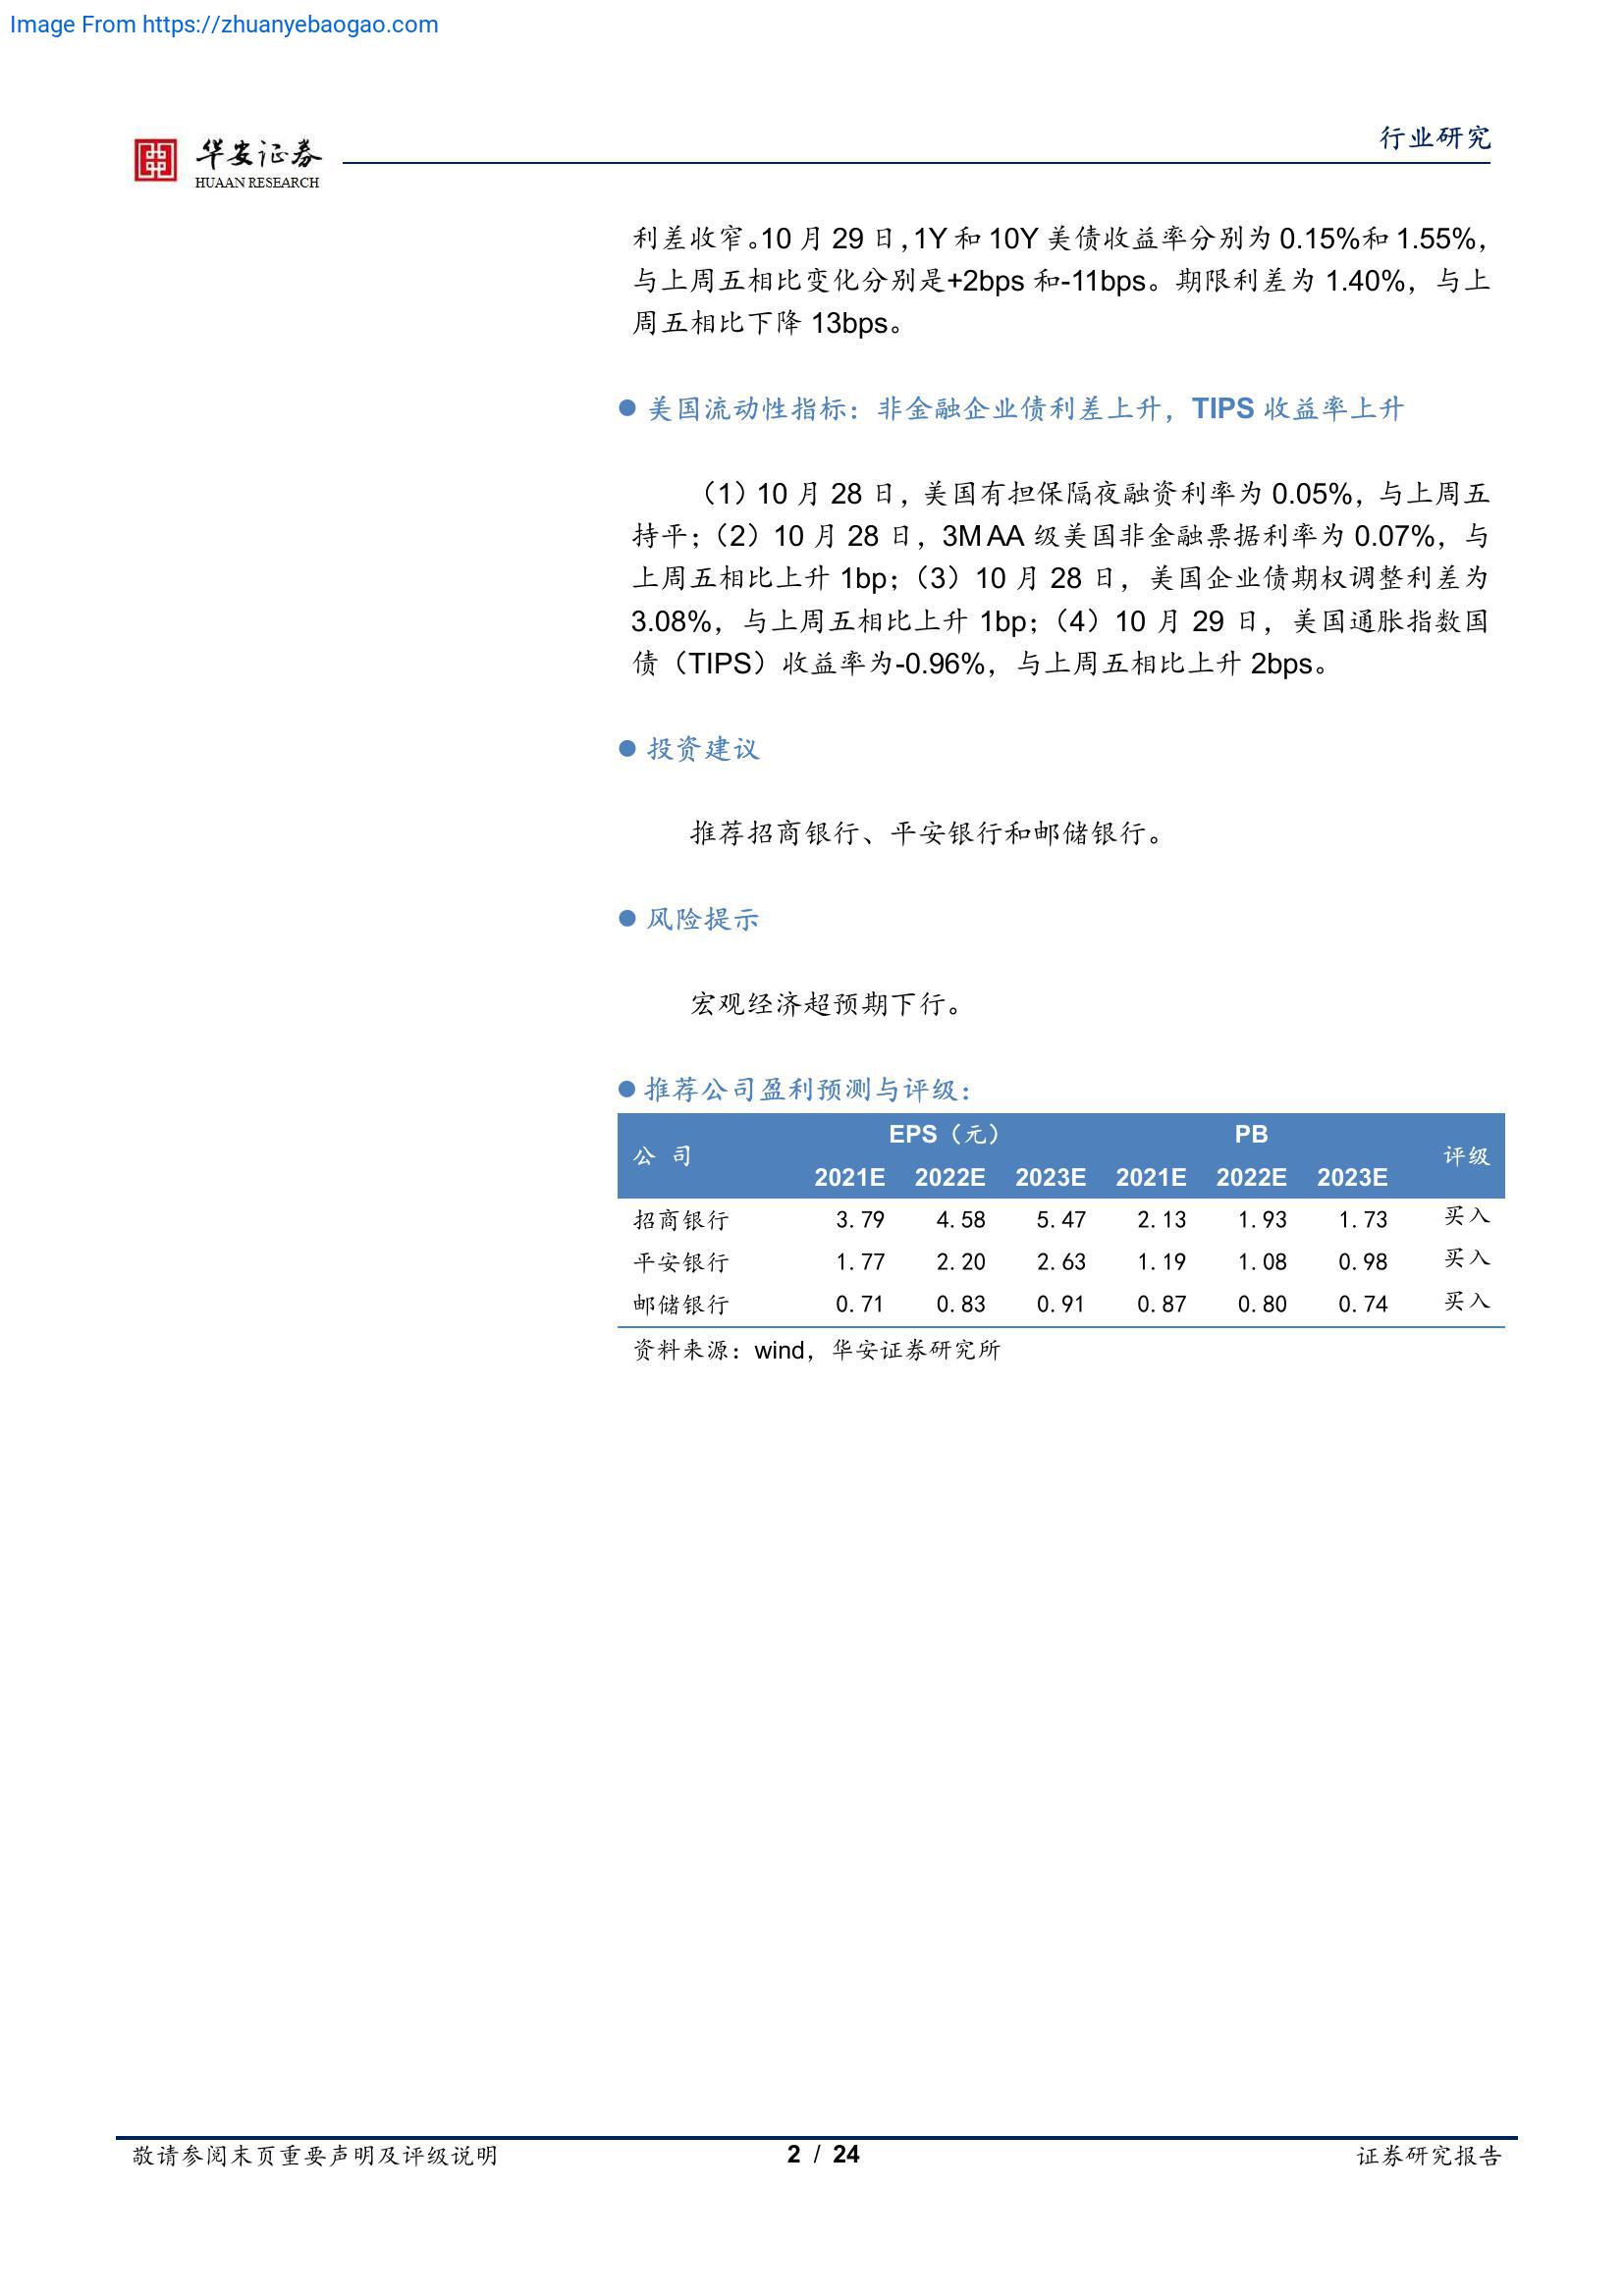 Image From https://zhuanyebaogao.com
行业研究
华安证券
HUAAN RESEARCH
利差收窄。10 月 29 日，1Y 和 10Y 美债收益率分别为 0.15%和 1.55%，
与上周五相比变化分别是+2bps 和-11bps。期限利差为 1.40%，与上
周五相比下降 13bps。
● 美国流动性指标：非金融企业债利差上升，TIPS 收益率上升
（1）10 月 28 日，美国有担保隔夜融资利率为 0.05%，与上周五
持平；（2）10 月 28 日，3M AA 级美国非金融票据利率为 0.07%，与
上周五相比上升 1bp；（3）10 月 28 日，美国企业债期权调整利差为
3.08%，与上周五相比上升 1bp；（4）10 月 29 日，美国通胀指数国
债（TIPS）收益率为-0.96%，与上周五相比上升 2bps。
● 投资建议
推荐招商银行、平安银行和邮储银行。
● 风险提示
宏观经济超预期下行。
● 推荐公司盈利预测与评级：
公 司 EPS（元） PB 评级
2021E 2022E 2023E 2021E 2022E 2023E
招商银行 3.79 4.58 5.47 2.13 1.93 1.73 买入
平安银行 1.77 2.20 2.63 1.19 1.08 0.98 买入
邮储银行 0.71 0.83 0.91 0.87 0.80 0.74 买入
资料来源：wind，华安证券研究所
敬请参阅末页重要声明及评级说明 2 / 24 证券研究报告